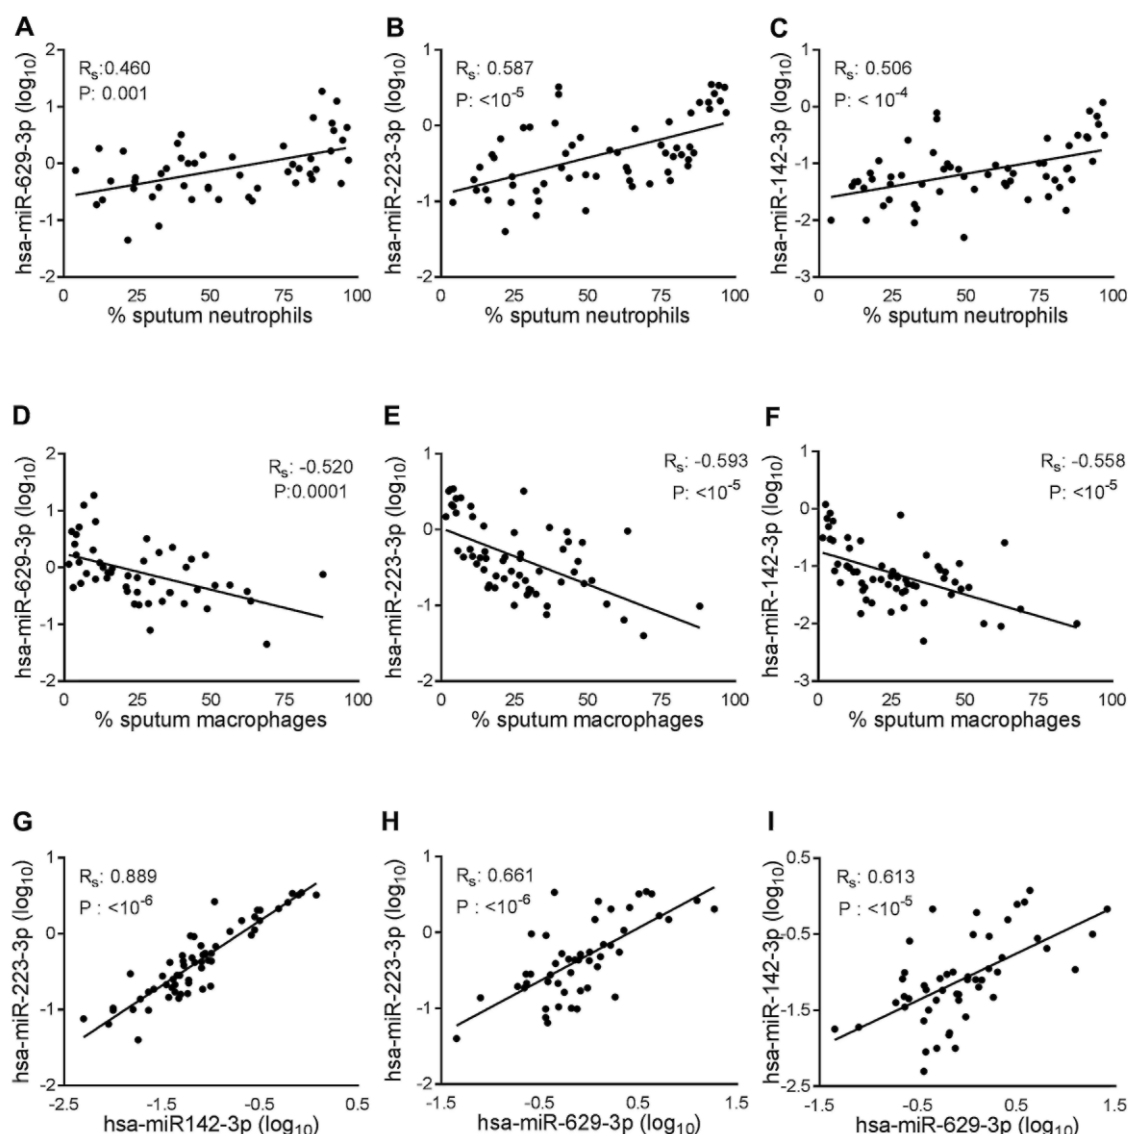 A
hsa-miR-629-3p (log10)
Rs:0.460
P: 0.001
2
1
0
-1
-2
0 25 50 75 100
% sputum neutrophils
B
hsa-miR-223-3p (log10)
Rs: 0.587
P: <10-5
1
0
-1
-2
0 25 50 75 100
% sputum neutrophils
C
hsa-miR-142-3p (log10)
Rs: 0.506
P: < 10-4
1
0
-1
-2
-3
0 25 50 75 100
% sputum neutrophils
D
hsa-miR-629-3p (log10)
Rs: -0.520
P:0.0001
2
1
0
-1
-2
0 25 50 75 100
% sputum macrophages
E
hsa-miR-223-3p (log10)
Rs: -0.593
P: <10-5
1
0
-1
-2
0 25 50 75 100
% sputum macrophages
F
hsa-miR-142-3p (log10)
Rs: -0.558
P: <10-5
1
0
-1
-2
-3
0 25 50 75 100
% sputum macrophages
G
hsa-miR-223-3p (log10)
Rs: 0.889
P : <10-6
1
0
-1
-2
-2.5 -1.5 -0.5 0.5
hsa-miR142-3p (log10)
H
hsa-miR-223-3p (log10)
Rs: 0.661
P : <10-6
1
0
-1
-2
-1.5 -0.5 0.5 1.5
hsa-miR-629-3p (log10)
I
hsa-miR-142-3p (log10)
Rs: 0.613
P : <10-5
0.5
-0.5
-1.5
-2.5
-1.5 -0.5 0.5 1.5
hsa-miR-629-3p (log10)